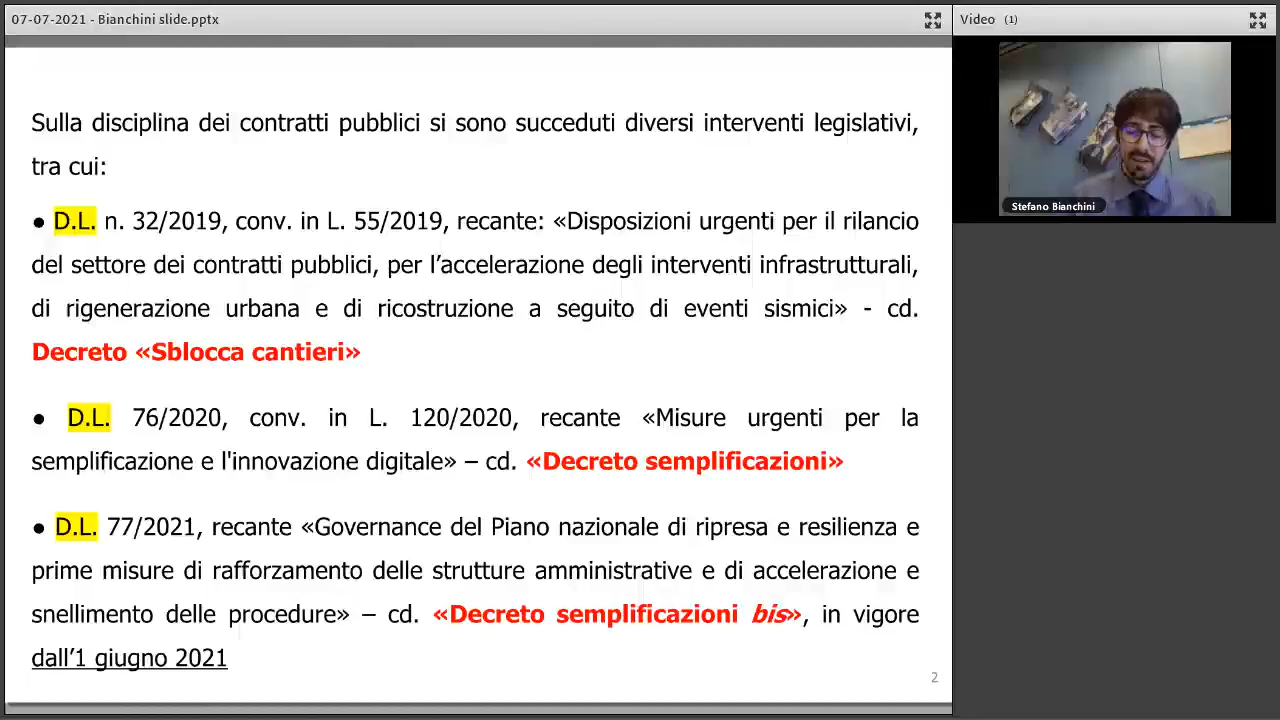 07-07-2021 - Bianchini slide.pptx
Video (1)
Stefano Bianchini
Sulla disciplina dei contratti pubblici si sono succeduti diversi interventi legislativi,
tra cui:
● D.L. n. 32/2019, conv. in L. 55/2019, recante: «Disposizioni urgenti per il rilancio
del settore dei contratti pubblici, per l’accelerazione degli interventi infrastrutturali,
di rigenerazione urbana e di ricostruzione a seguito di eventi sismici» - cd.
Decreto «Sblocca cantieri»
● D.L. 76/2020, conv. in L. 120/2020, recante «Misure urgenti per la
semplificazione e l'innovazione digitale» – cd. «Decreto semplificazioni»
● D.L. 77/2021, recante «Governance del Piano nazionale di ripresa e resilienza e
prime misure di rafforzamento delle strutture amministrative e di accelerazione e
snellimento delle procedure» – cd. «Decreto semplificazioni bis», in vigore
dall’1 giugno 2021
2